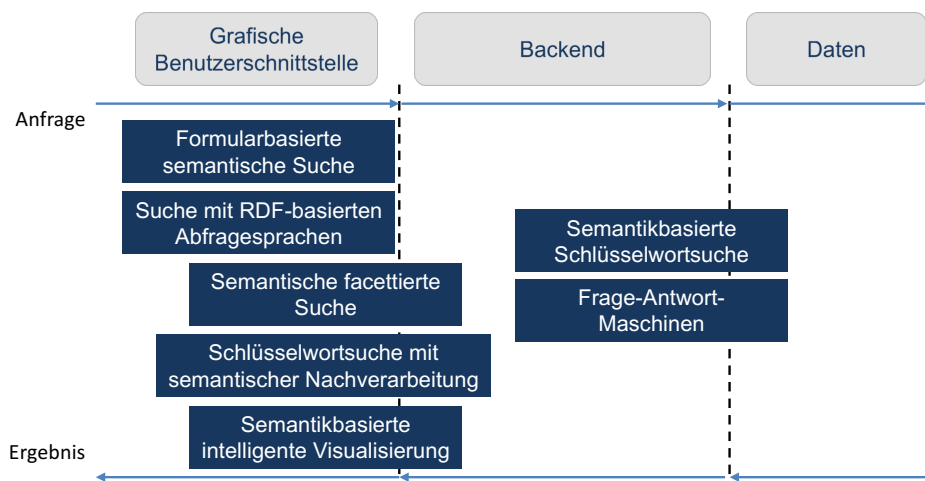 Grafische
Benutzerschnittstelle
Backend
Daten
Anfrage
Formularbasierte
semantische Suche
Suche mit RDF-basierten
Abfragesprachen
Semantikbasierte
Schlüsselwortsuche
Semantische facettierte
Suche
Frage-Antwort-
Maschinen
Schlüsselwortsuche mit
semantischer Nachverarbeitung
Semantikbasierte
intelligente Visualisierung
Ergebnis